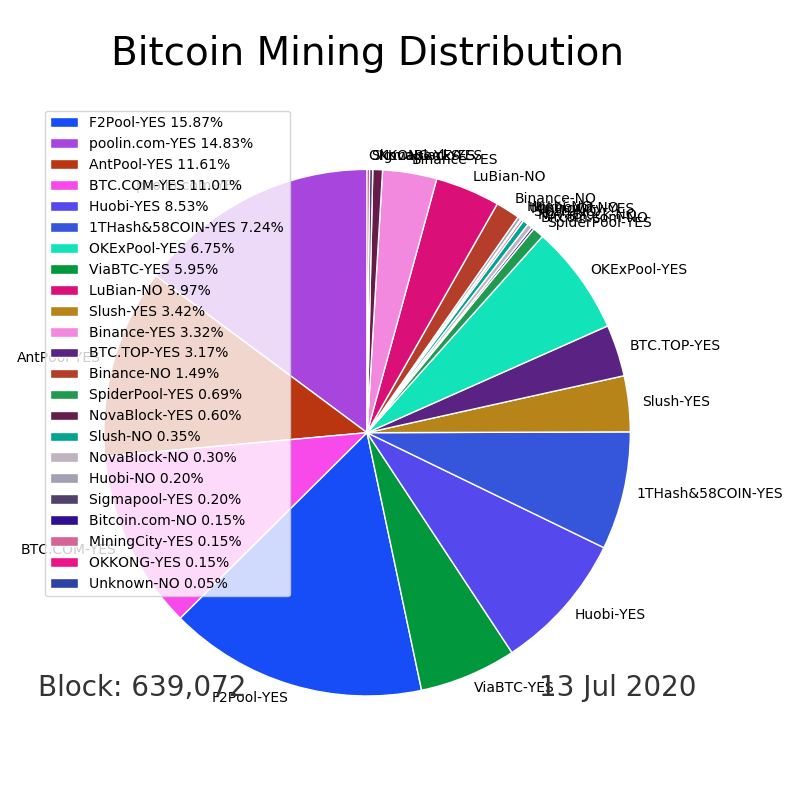 Bitcoin Mining Distribution
F2Pool-YES 15.87%
poolin.com-YES 14.83%
AntPool-YES 11.61%
BTC.COM-YES 11.01%
Huobi-YES 8.53%
1THash&58COIN-YES 7.24%
OKExPool-YES 6.75%
ViaBTC-YES 5.95%
LuBian-NO 3.97%
Slush-YES 3.42%
Binance-YES 3.32%
BTC.TOP-YES 3.17%
Binance-NO 1.49%
SpiderPool-YES 0.69%
NovaBlock-YES 0.60%
Slush-NO 0.35%
NovaBlock-NO 0.30%
Huobi-NO 0.20%
Sigmapool-YES 0.20%
Bitcoin.com-NO 0.15%
MiningCity-YES 0.15%
OKKONG-YES 0.15%
Unknown-NO 0.05%
Binance-YES
LuBian-NO
Binance-NO
SpiderPool-YES
OKExPool-YES
BTC.TOP-YES
AntPool-YES
Slush-YES
1THash&58COIN-YES
BTC.COM-YES
Huobi-YES
ViaBTC-YES
F2Pool-YES
Block: 639,072
13 Jul 2020